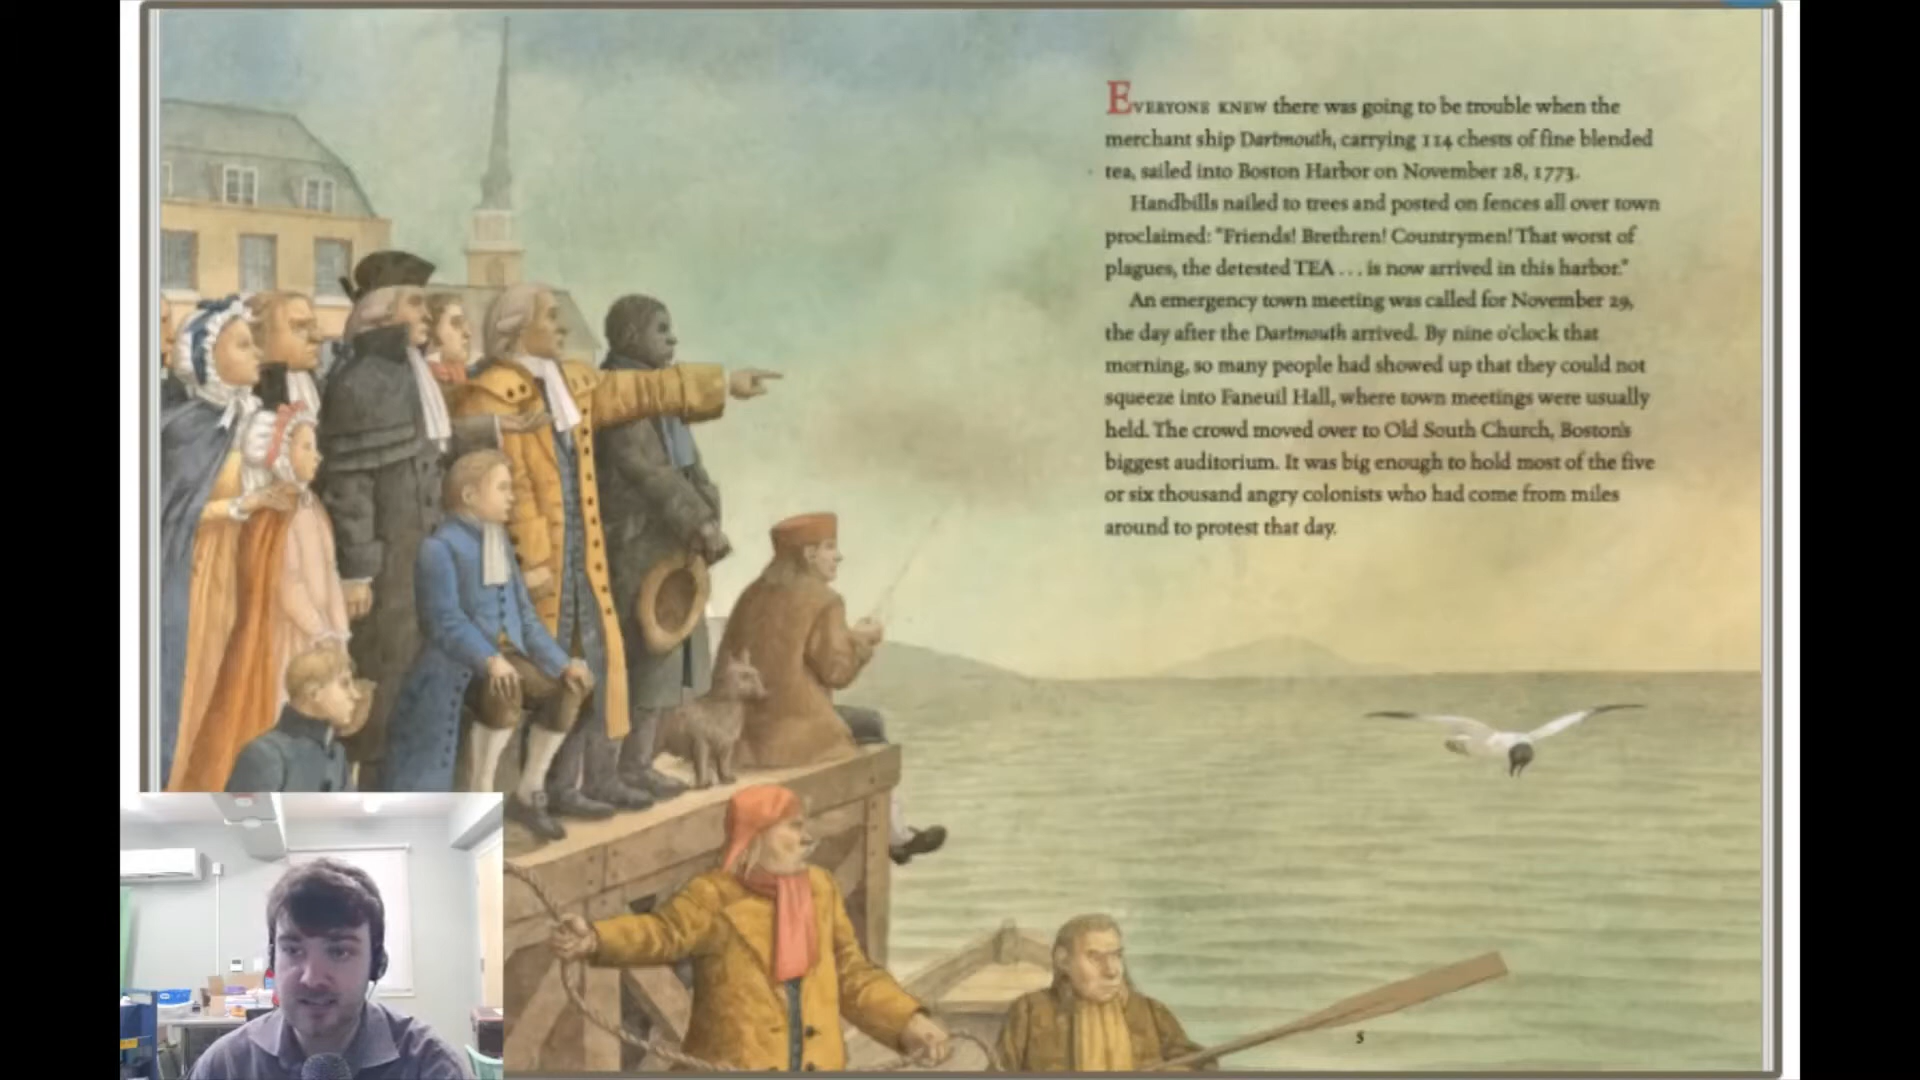 EVERYONE KNEW there was going to be trouble when the
merchant ship Dartmouth, carrying 114 chests of fine blended
tea, sailed into Boston Harbor on November 28, 1773.
Handbills nailed to trees and posted on fences all over town
proclaimed: "Friends! Brethren! Countrymen! That worst of
plagues, the detested TEA . . . is now arrived in this harbor."
An emergency town meeting was called for November 29,
the day after the Dartmouth arrived. By nine o'clock that
morning, so many people had showed up that they could not
squeeze into Faneuil Hall, where town meetings were usually
held. The crowd moved over to Old South Church, Boston's
biggest auditorium. It was big enough to hold most of the five
or six thousand angry colonists who had come from miles
around to protest that day.
5